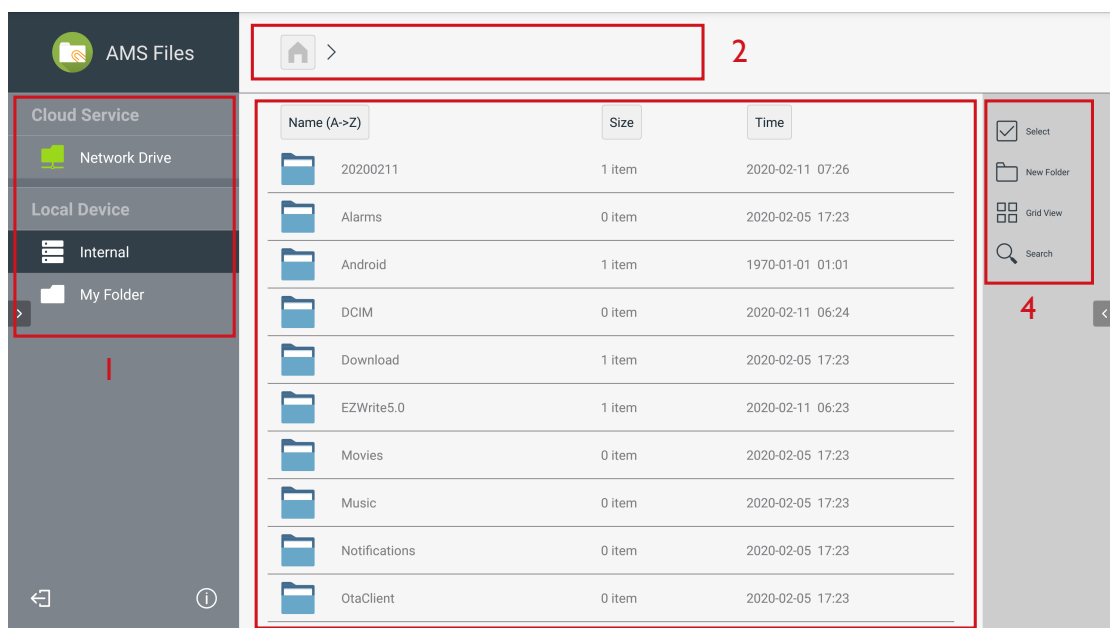 AMS Files
2
Cloud Service
Network Drive
Local Device
Internal
My Folder
1
Name (A->Z) Size Time
20200211 1 item 2020-02-11 07:26
Alarms 0 item 2020-02-05 17:23
Android 1 item 1970-01-01 01:01
DCIM 0 item 2020-02-11 06:24
Download 1 item 2020-02-05 17:23
EZWrite5.0 1 item 2020-02-11 06:23
Movies 0 item 2020-02-05 17:23
Music 0 item 2020-02-05 17:23
Notifications 0 item 2020-02-05 17:23
OtaClient 0 item 2020-02-05 17:23
Select
New Folder
Grid View
Search
4